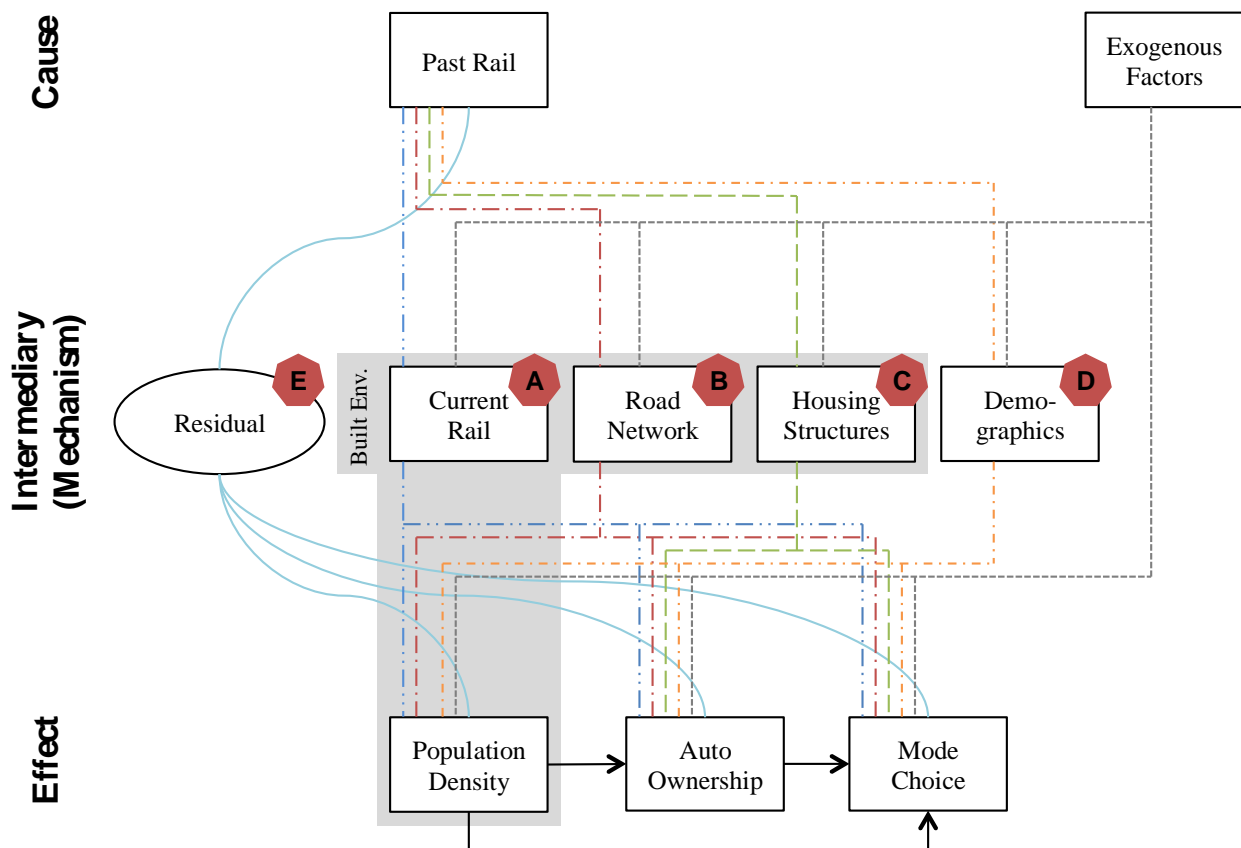 Cause
Past Rail
Exogenous
Factors
Intermediary
(Mechanism)
Residual
E
Built Env.
Current
Rail
A
Road
Network
B
Housing
Structures
C
Demo-
graphics
D
Effect
Population
Density
Auto
Ownership
Mode
Choice